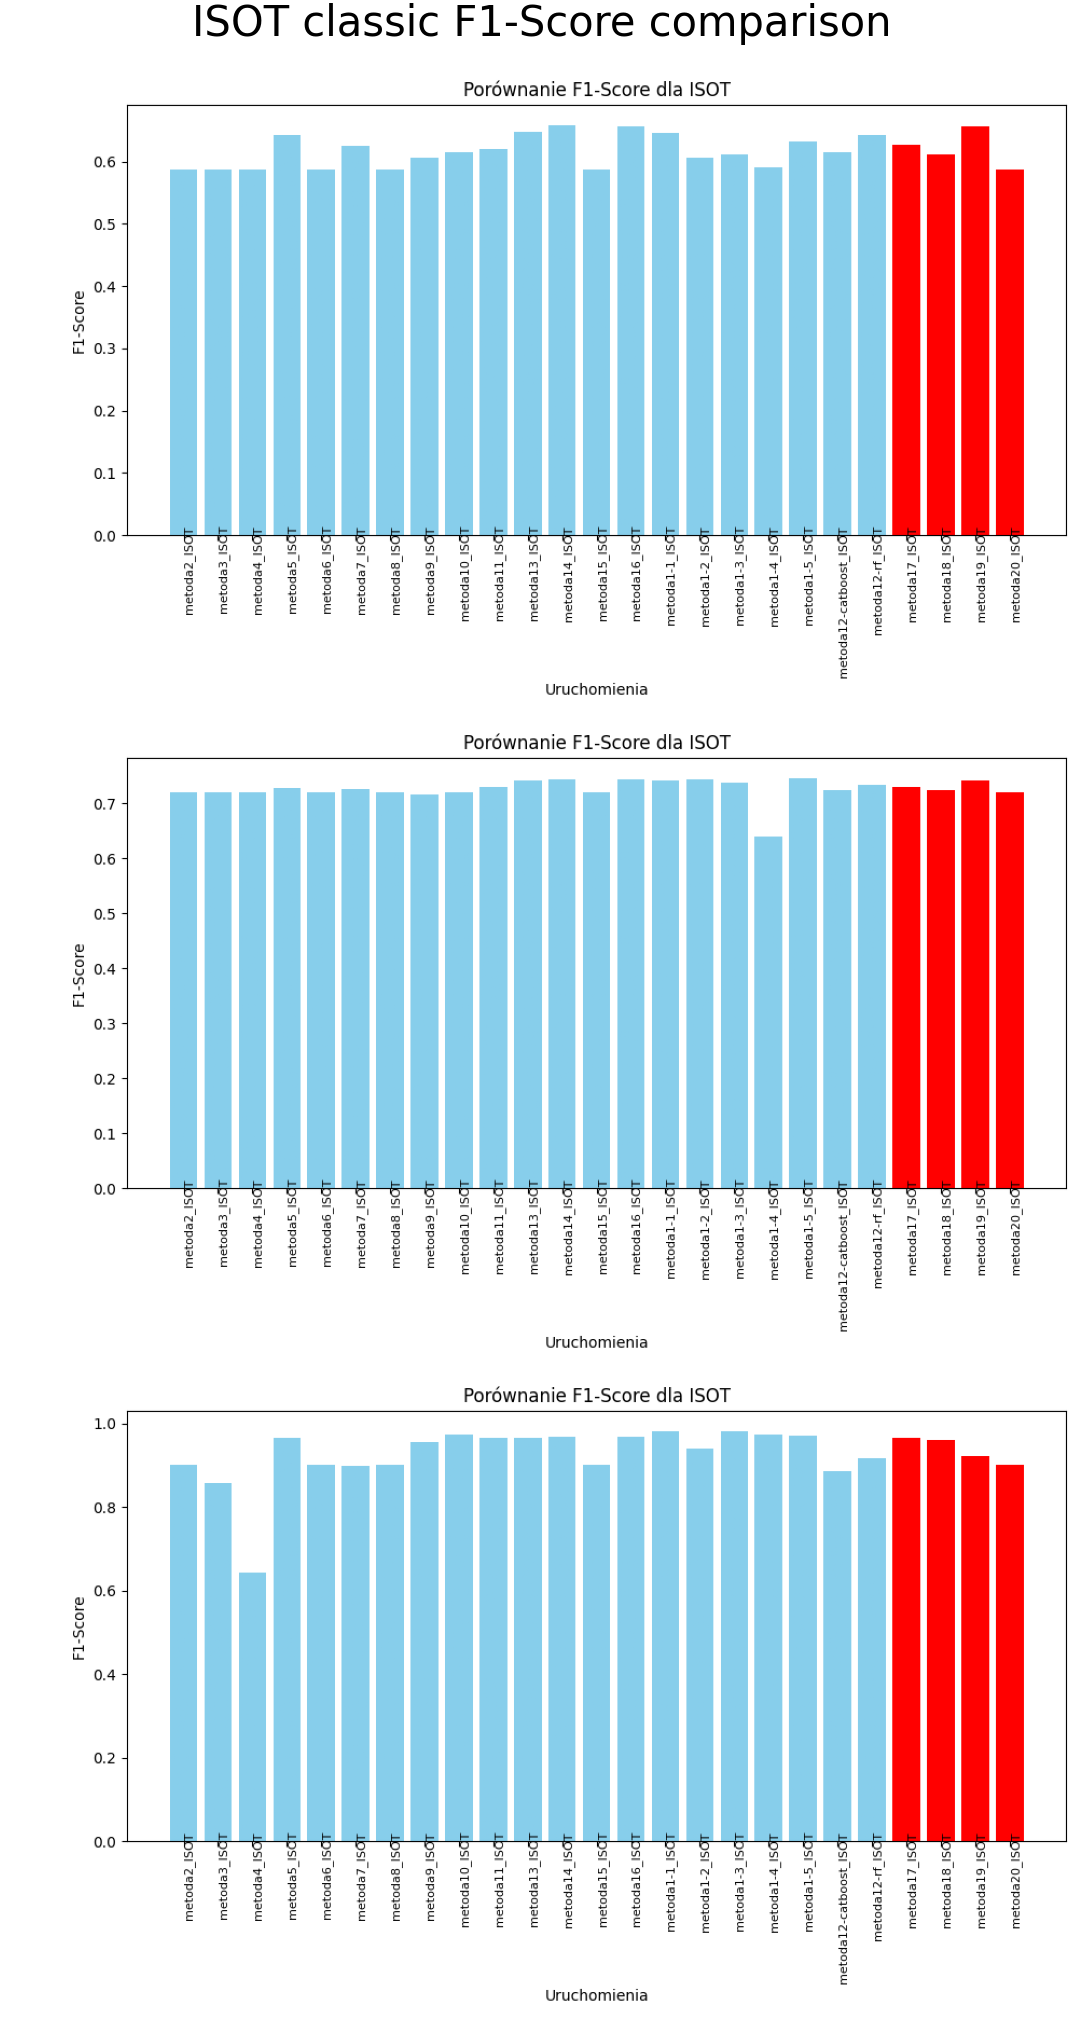 ISOT classic F1-Score comparison
Porównanie F1-Score dla ISOT
F1-Score
0.6
0.5
0.4
0.3
0.2
0.1
0.0
metoda2_ISOT
metoda3_ISOT
metoda4_ISOT
metoda5_ISOT
metoda6_ISOT
metoda7_ISOT
metoda8_ISOT
metoda9_ISOT
metoda10_ISOT
metoda11_ISOT
metoda13_ISOT
metoda14_ISOT
metoda15_ISOT
metoda16_ISOT
metoda1-1_ISOT
metoda1-2_ISOT
metoda1-3_ISOT
metoda1-4_ISOT
metoda1-5_ISOT
metoda12-catboost_ISOT
metoda12-rf_ISOT
metoda17_ISOT
metoda18_ISOT
metoda19_ISOT
metoda20_ISOT
Uruchomienia
Porównanie F1-Score dla ISOT
F1-Score
0.7
0.6
0.5
0.4
0.3
0.2
0.1
0.0
metoda2_ISOT
metoda3_ISOT
metoda4_ISOT
metoda5_ISOT
metoda6_ISOT
metoda7_ISOT
metoda8_ISOT
metoda9_ISOT
metoda10_ISOT
metoda11_ISOT
metoda13_ISOT
metoda14_ISOT
metoda15_ISOT
metoda16_ISOT
metoda1-1_ISOT
metoda1-2_ISOT
metoda1-3_ISOT
metoda1-4_ISOT
metoda1-5_ISOT
metoda12-catboost_ISOT
metoda12-rf_ISOT
metoda17_ISOT
metoda18_ISOT
metoda19_ISOT
metoda20_ISOT
Uruchomienia
Porównanie F1-Score dla ISOT
F1-Score
1.0
0.8
0.6
0.4
0.2
0.0
metoda2_ISOT
metoda3_ISOT
metoda4_ISOT
metoda5_ISOT
metoda6_ISOT
metoda7_ISOT
metoda8_ISOT
metoda9_ISOT
metoda10_ISOT
metoda11_ISOT
metoda13_ISOT
metoda14_ISOT
metoda15_ISOT
metoda16_ISOT
metoda1-1_ISOT
metoda1-2_ISOT
metoda1-3_ISOT
metoda1-4_ISOT
metoda1-5_ISOT
metoda12-catboost_ISOT
metoda12-rf_ISOT
metoda17_ISOT
metoda18_ISOT
metoda19_ISOT
metoda20_ISOT
Uruchomienia